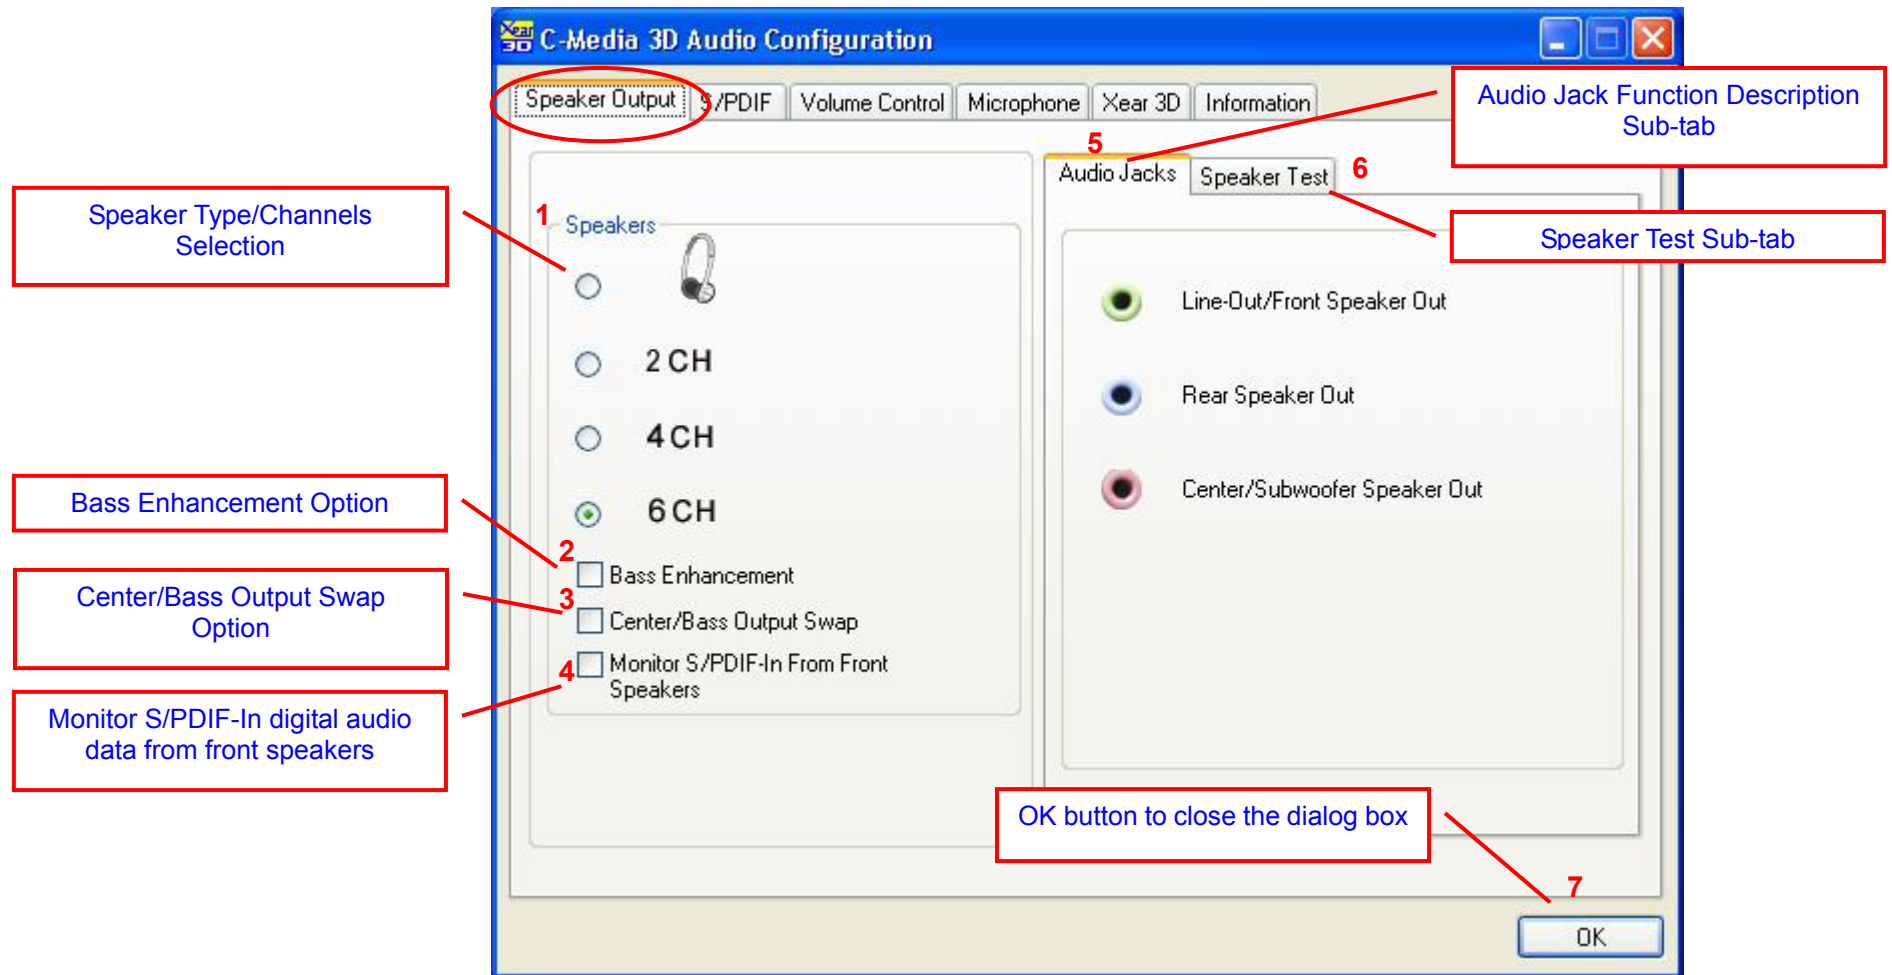 Xear
3D
C-Media 3D Audio Configuration
Speaker Output
S/PDIF
Volume Control
Microphone
Xear 3D
Information
Audio Jack Function Description
Sub-tab
5
Audio Jacks
Speaker Test
6
Speaker Test Sub-tab
Speaker Type/Channels
Selection
1
Speakers
2 CH
4 CH
6 CH
Line-Out/Front Speaker Out
Rear Speaker Out
Center/Subwoofer Speaker Out
Bass Enhancement Option
2
Bass Enhancement
Center/Bass Output Swap
Option
3
Center/Bass Output Swap
4
Monitor S/PDIF-In From Front
Speakers
Monitor S/PDIF-In digital audio
data from front speakers
OK button to close the dialog box
7
OK